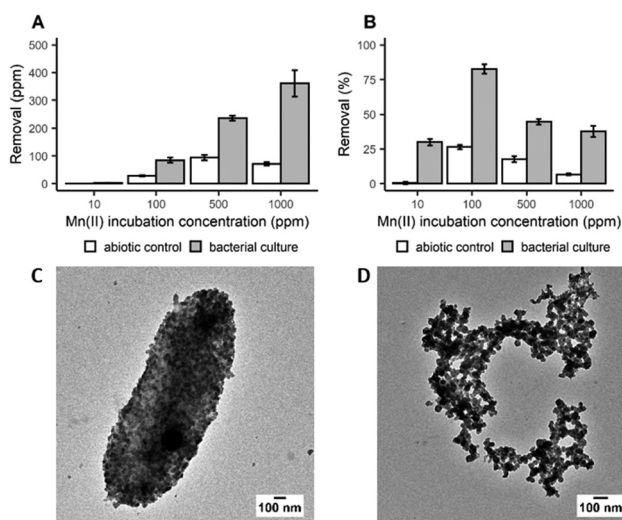 A
Removal (ppm)
500
400
300
200
100
0
10 100 500 1000
Mn(II) incubation concentration (ppm)
abiotic control bacterial culture
B
Removal (%)
100
75
50
25
0
10 100 500 1000
Mn(II) incubation concentration (ppm)
abiotic control bacterial culture
C
100 nm
D
100 nm